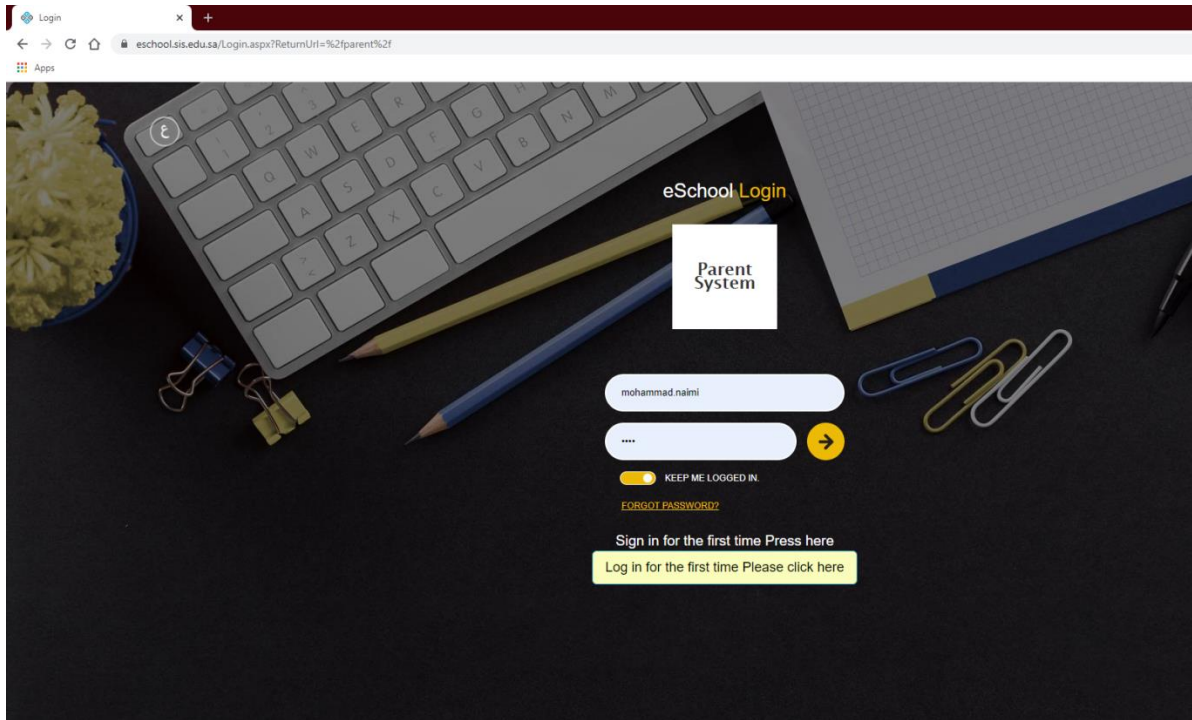 Login
eschool.sis.edu.sa/Login.aspx?ReturnUrl=%2fparent%2f
Apps
ع
eSchool Login
Parent
System
mohammad.naimi
••••
KEEP ME LOGGED IN.
FORGOT PASSWORD?
Sign in for the first time Press here
Log in for the first time Please click here